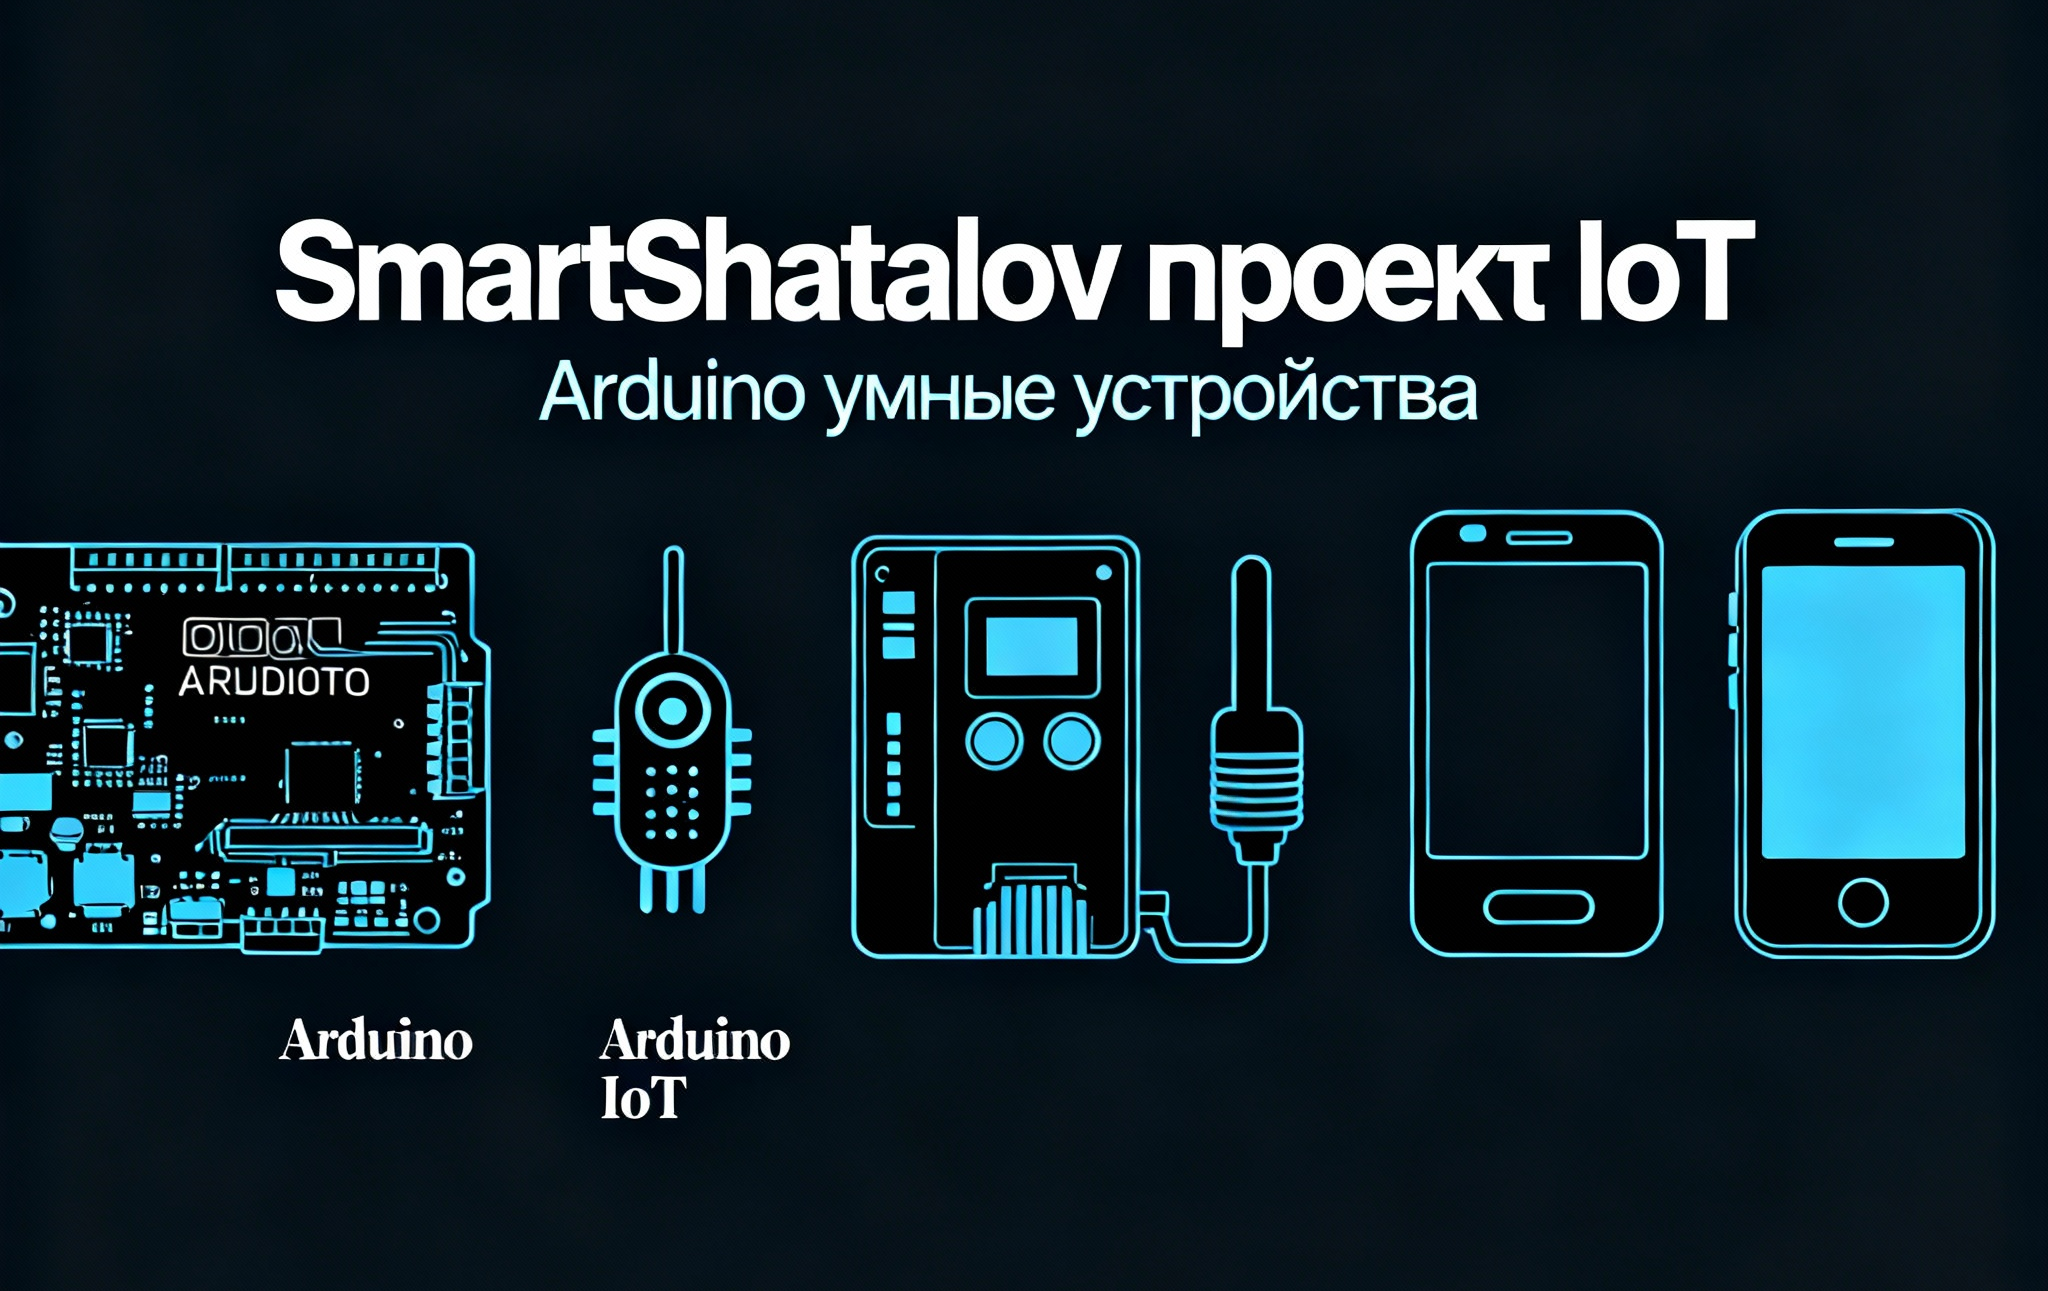 SmartShatalov проект IoT
Arduino умные устройства
ARUDIOTO
Arduino
Arduino
IoT